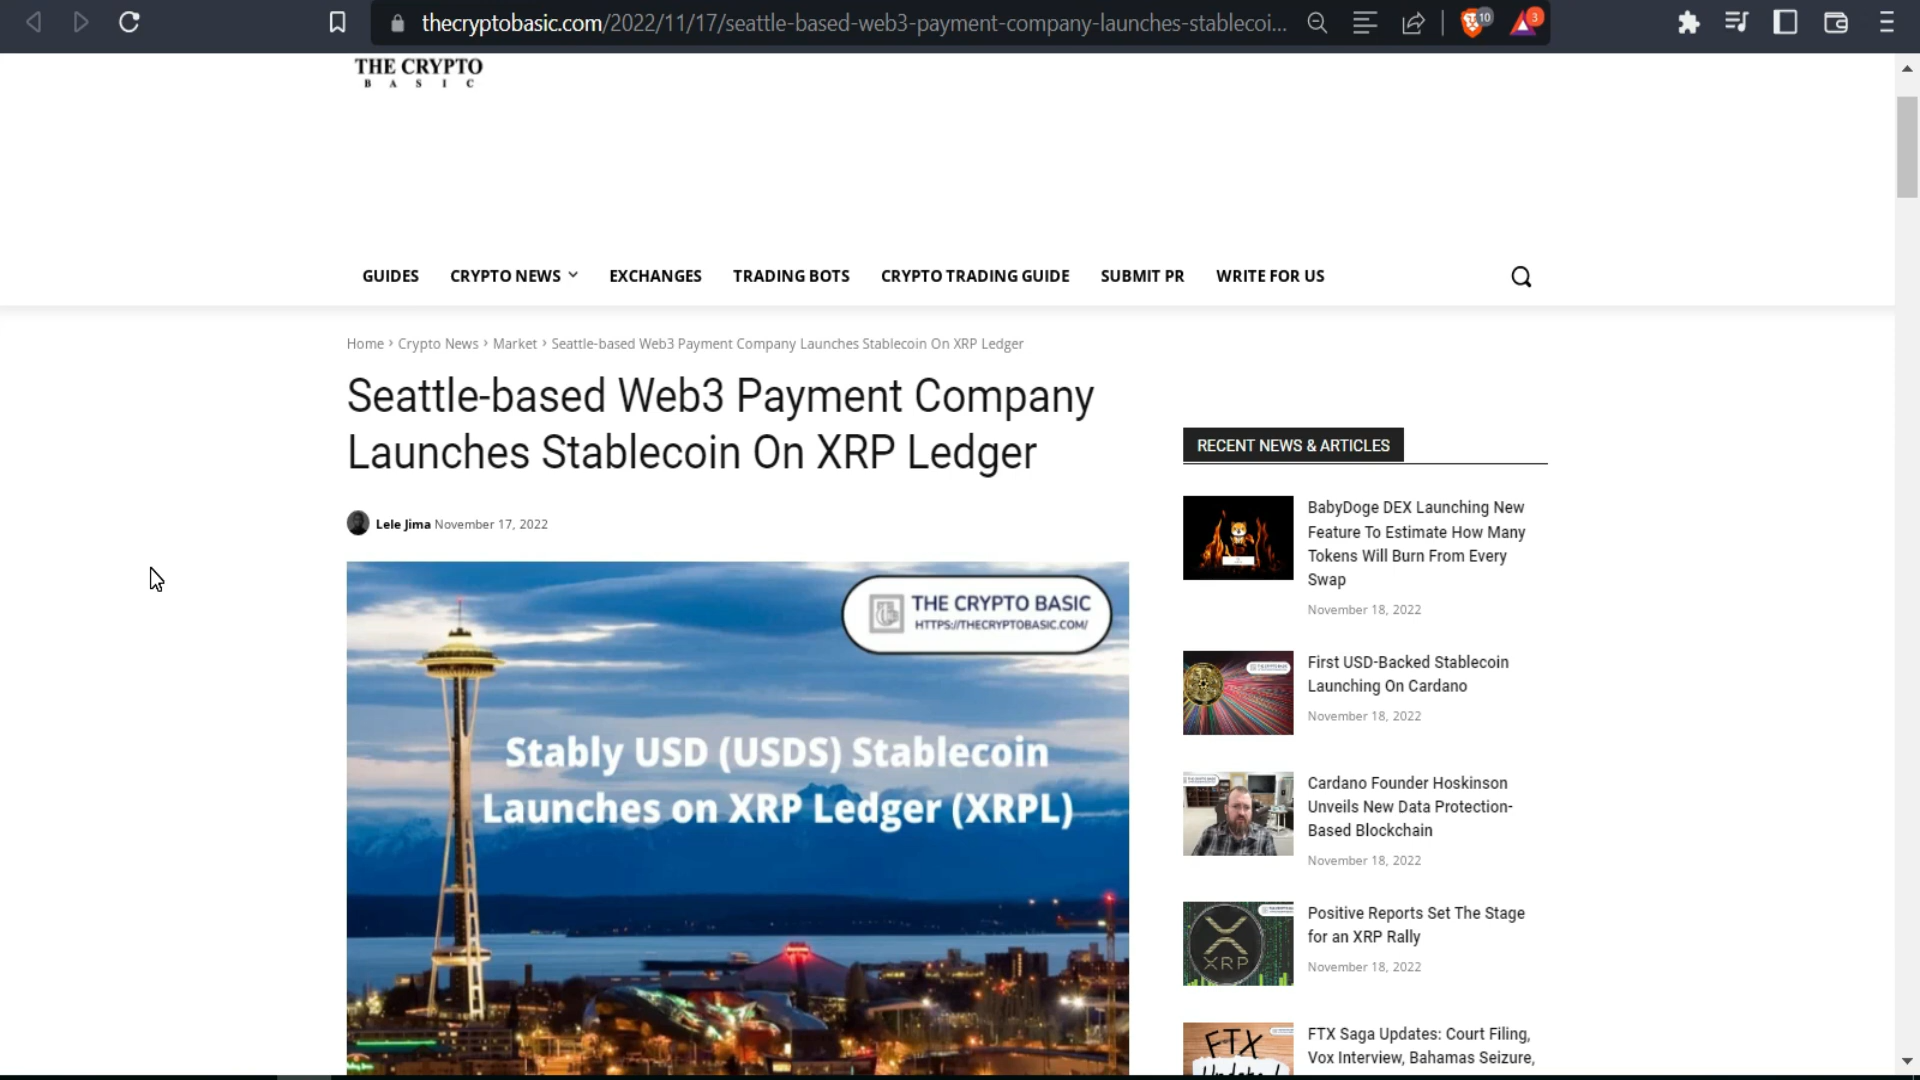 thecryptobasic.com/2022/11/17/seattle-based-web3-payment-company-launches-stablecoi...
10
3
THE CRYPTO
BASIC
GUIDES
CRYPTO NEWS
EXCHANGES
TRADING BOTS
CRYPTO TRADING GUIDE
SUBMIT PR
WRITE FOR US
Home › Crypto News › Market › Seattle-based Web3 Payment Company Launches Stablecoin On XRP Ledger
Seattle-based Web3 Payment Company
Launches Stablecoin On XRP Ledger
Lele Jima November 17, 2022
THE CRYPTO BASIC
HTTPS://THECRYPTOBASIC.COM/
Stably USD (USDS) Stablecoin
Launches on XRP Ledger (XRPL)
RECENT NEWS & ARTICLES
BabyDoge DEX Launching New
Feature To Estimate How Many
Tokens Will Burn From Every
Swap
November 18, 2022
First USD-Backed Stablecoin
Launching On Cardano
November 18, 2022
Cardano Founder Hoskinson
Unveils New Data Protection-
Based Blockchain
November 18, 2022
XRP
Positive Reports Set The Stage
for an XRP Rally
November 18, 2022
FTX
FTX Saga Updates: Court Filing,
Vox Interview, Bahamas Seizure,